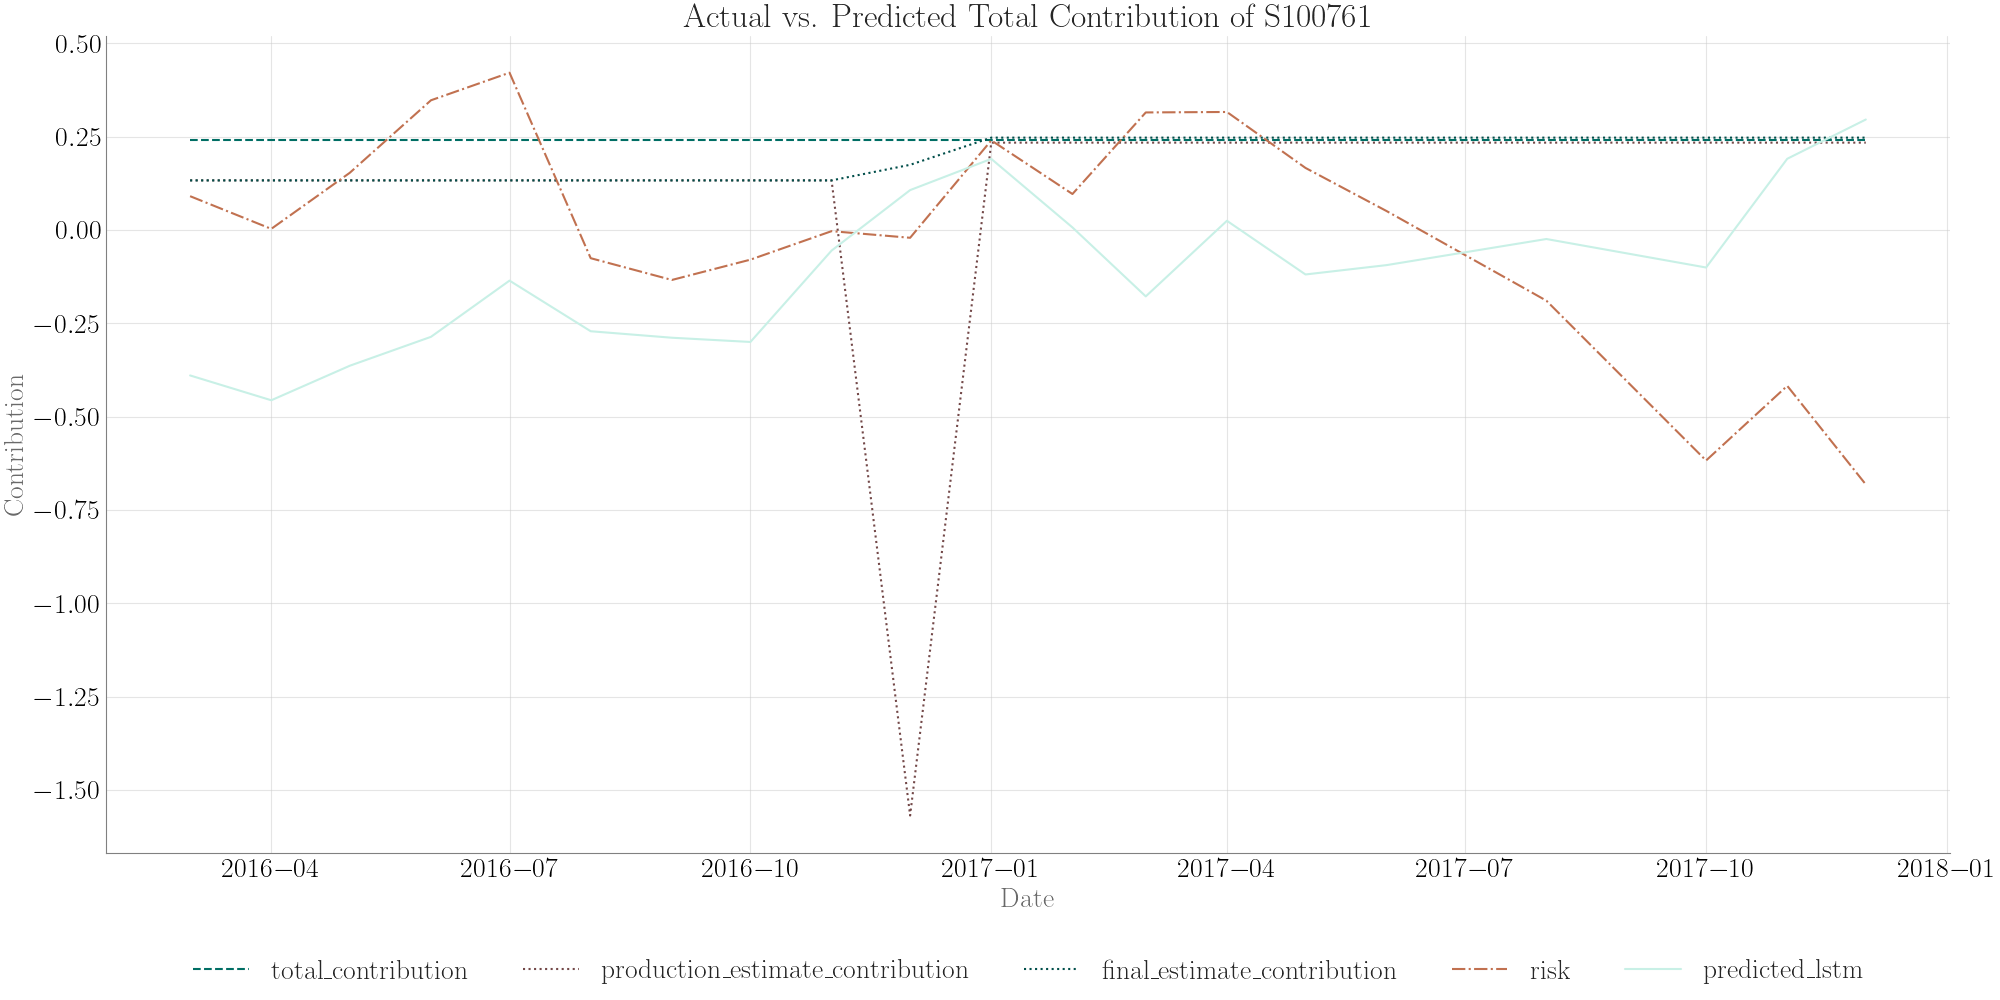 Actual vs. Predicted Total Contribution of S100761
0.50
0.25
0.00
−0.25
−0.50
−0.75
−1.00
−1.25
−1.50
Contribution
2016−04 2016−07 2016−10 2017−01 2017−04 2017−07 2017−10 2018−01
Date
total_contribution production_estimate_contribution final_estimate_contribution risk predicted_lstm